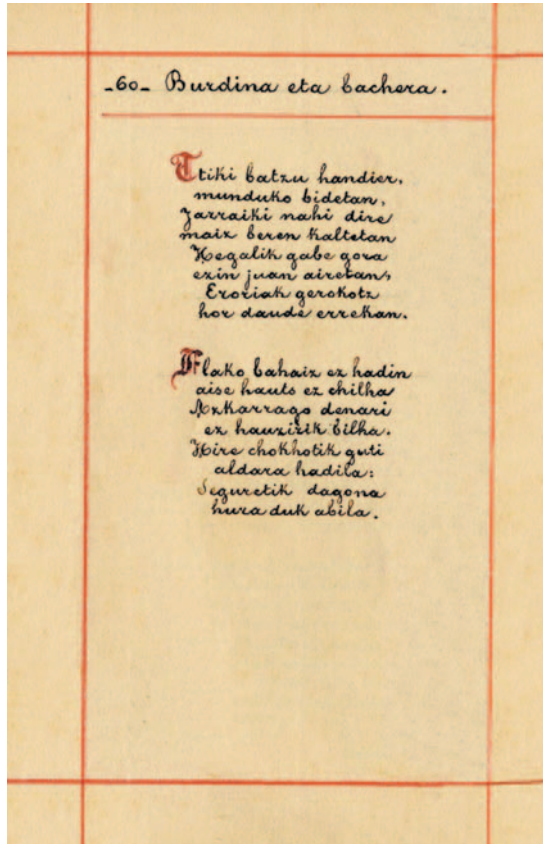 -60- Burdina eta bachera.
Ttiki batzu handier,
munduko bidetan,
Jarraiki nahi dire
maiz beren kaltetan
Hegalik gabe gora
ezin juan airetan,
Eroriak gerokotz
hor daude errekan.
Flako bahaiz ez hadin
aise hauts ez chilha
Azkarrago denari
ez hauzizik bilha.
Hire chokhotik guti
aldara hadila:
Seguretik dagona
hura duk abila.